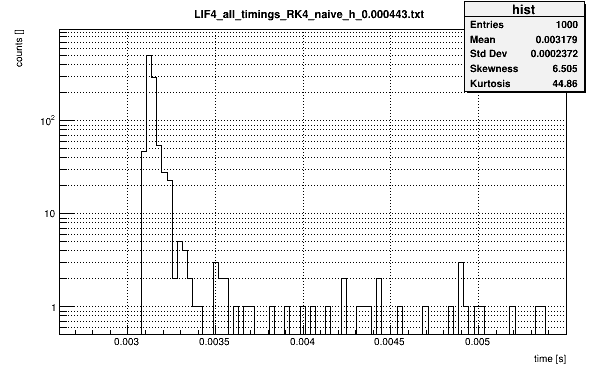 LIF4_all_timings_RK4_naive_h_0.000443.txt
hist
Entries 1000
Mean 0.003179
Std Dev 0.0002372
Skewness 6.505
Kurtosis 44.86
counts []
10²
10
1
0.003 0.0035 0.004 0.0045 0.005
time [s]